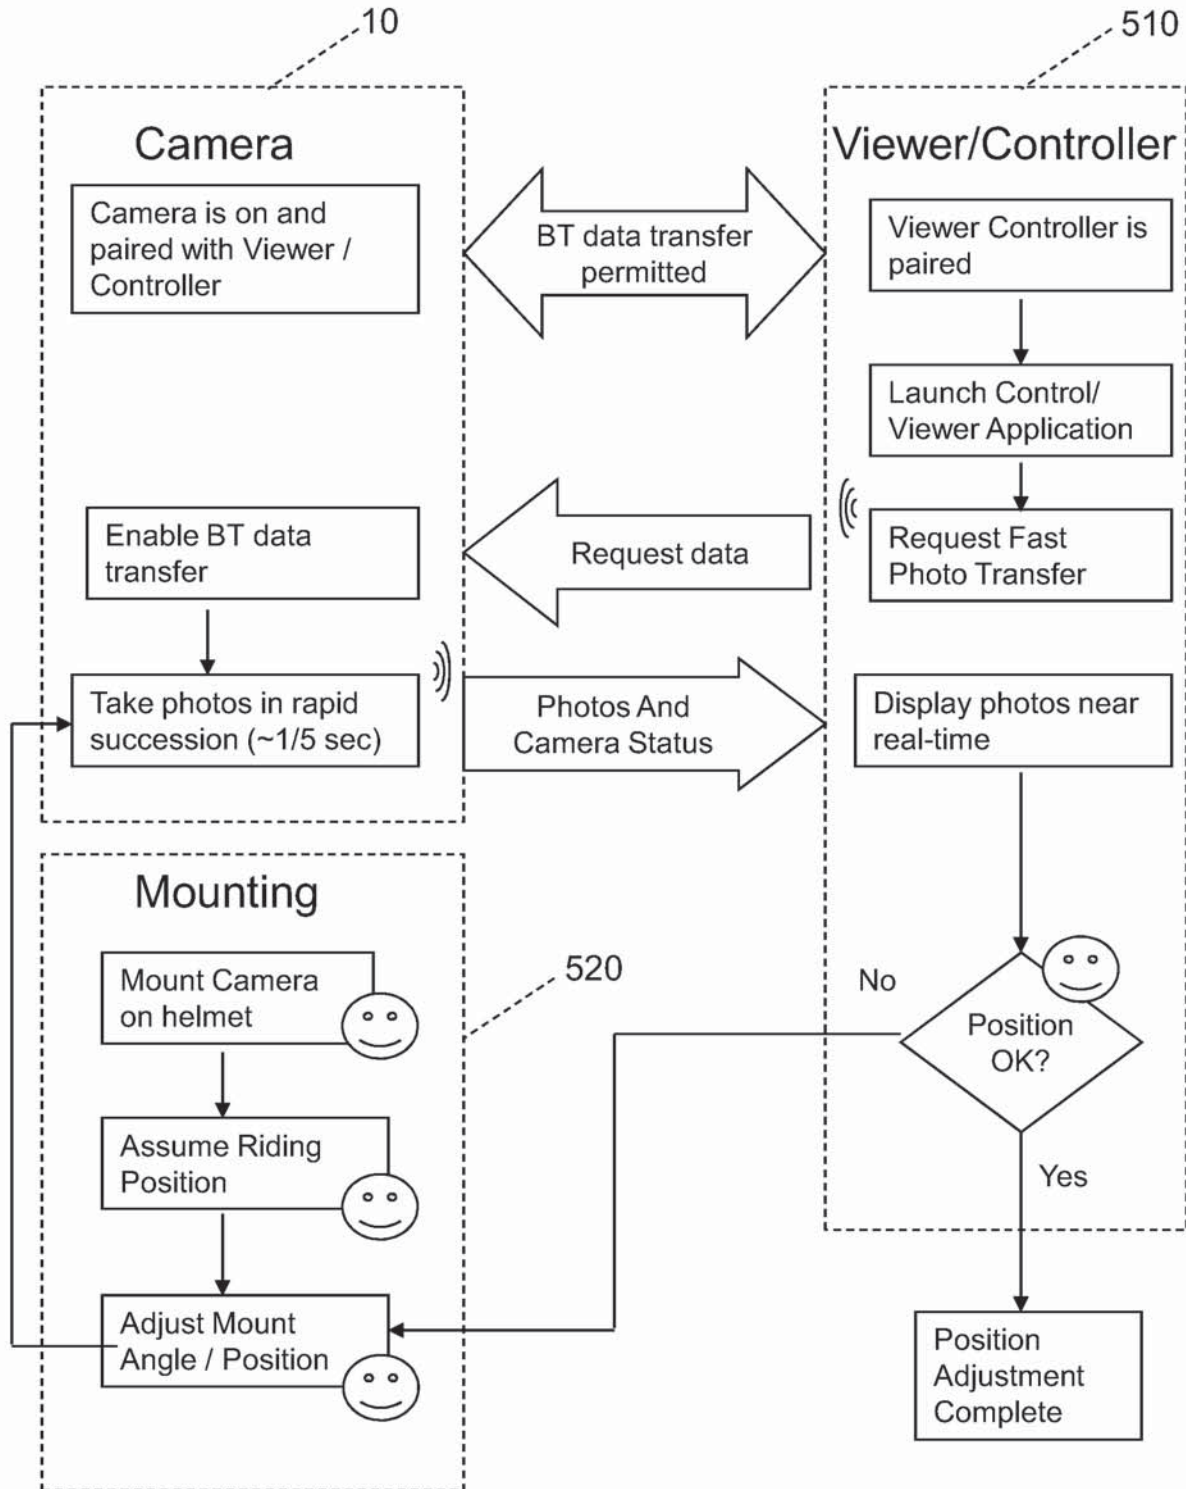 10
510
Camera
Viewer/Controller
Camera is on and
paired with Viewer /
Controller
BT data transfer
permitted
Viewer Controller is
paired
Launch Control/
Viewer Application
Enable BT data
transfer
Request data
Request Fast
Photo Transfer
Take photos in rapid
succession (~1/5 sec)
Photos And
Camera Status
Display photos near
real-time
Mounting
Mount Camera
on helmet
520
No
Position
OK?
Assume Riding
Position
Yes
Adjust Mount
Angle / Position
Position
Adjustment
Complete